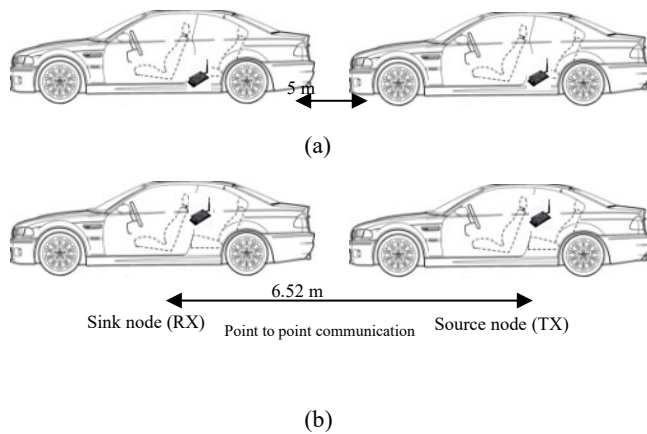 5 m
(a)
6.52 m
Sink node (RX)
Point to point communication
Source node (TX)
(b)